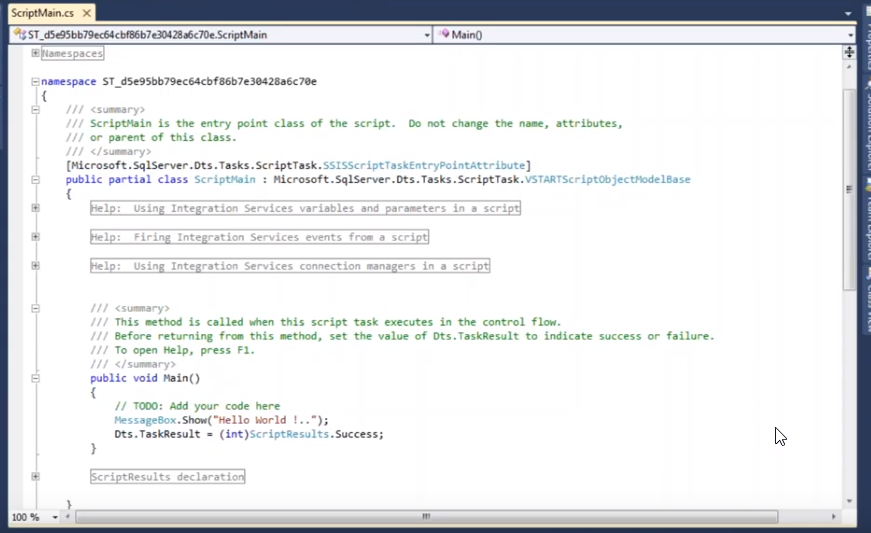 ScriptMain.cs
ST_d5e95bb79ec64cbf86b7e30428a6c70e.ScriptMain
Main()
Namespaces
namespace ST_d5e95bb79ec64cbf86b7e30428a6c70e
{
/// <summary>
/// ScriptMain is the entry point class of the script.  Do not change the name, attributes,
/// or parent of this class.
/// </summary>
[Microsoft.SqlServer.Dts.Tasks.ScriptTask.SSISScriptTaskEntryPointAttribute]
public partial class ScriptMain : Microsoft.SqlServer.Dts.Tasks.ScriptTask.VSTARTScriptObjectModelBase
{
Help:  Using Integration Services variables and parameters in a script
Help:  Firing Integration Services events from a script
Help:  Using Integration Services connection managers in a script
/// <summary>
/// This method is called when this script task executes in the control flow.
/// Before returning from this method, set the value of Dts.TaskResult to indicate success or failure.
/// To open Help, press F1.
/// </summary>
public void Main()
{
// TODO: Add your code here
MessageBox.Show("Hello World !..");
Dts.TaskResult = (int)ScriptResults.Success;
}
ScriptResults declaration
}
100 %